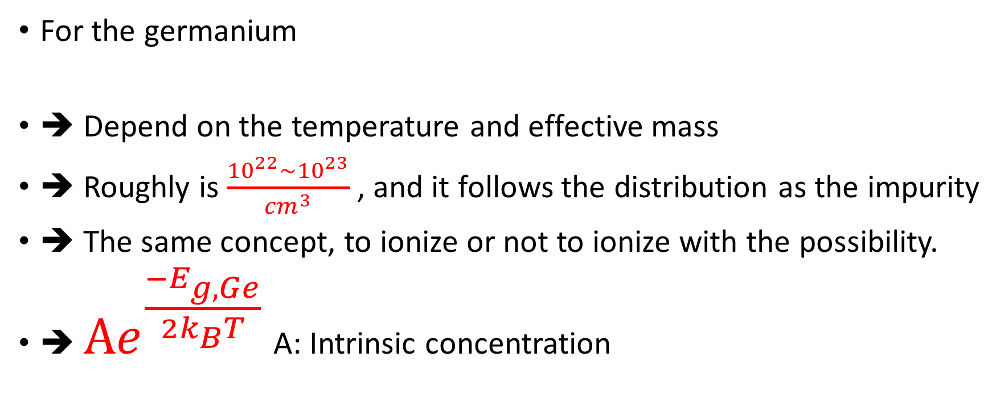 • For the germanium
• ➔ Depend on the temperature and effective mass
• ➔ Roughly is $\frac{10^{22} \sim 10^{23}}{cm^3}$, and it follows the distribution as the impurity
• ➔ The same concept, to ionize or not to ionize with the possibility.
• ➔ $Ae^{\frac{-E_{g,Ge}}{2k_BT}}$ A: Intrinsic concentration